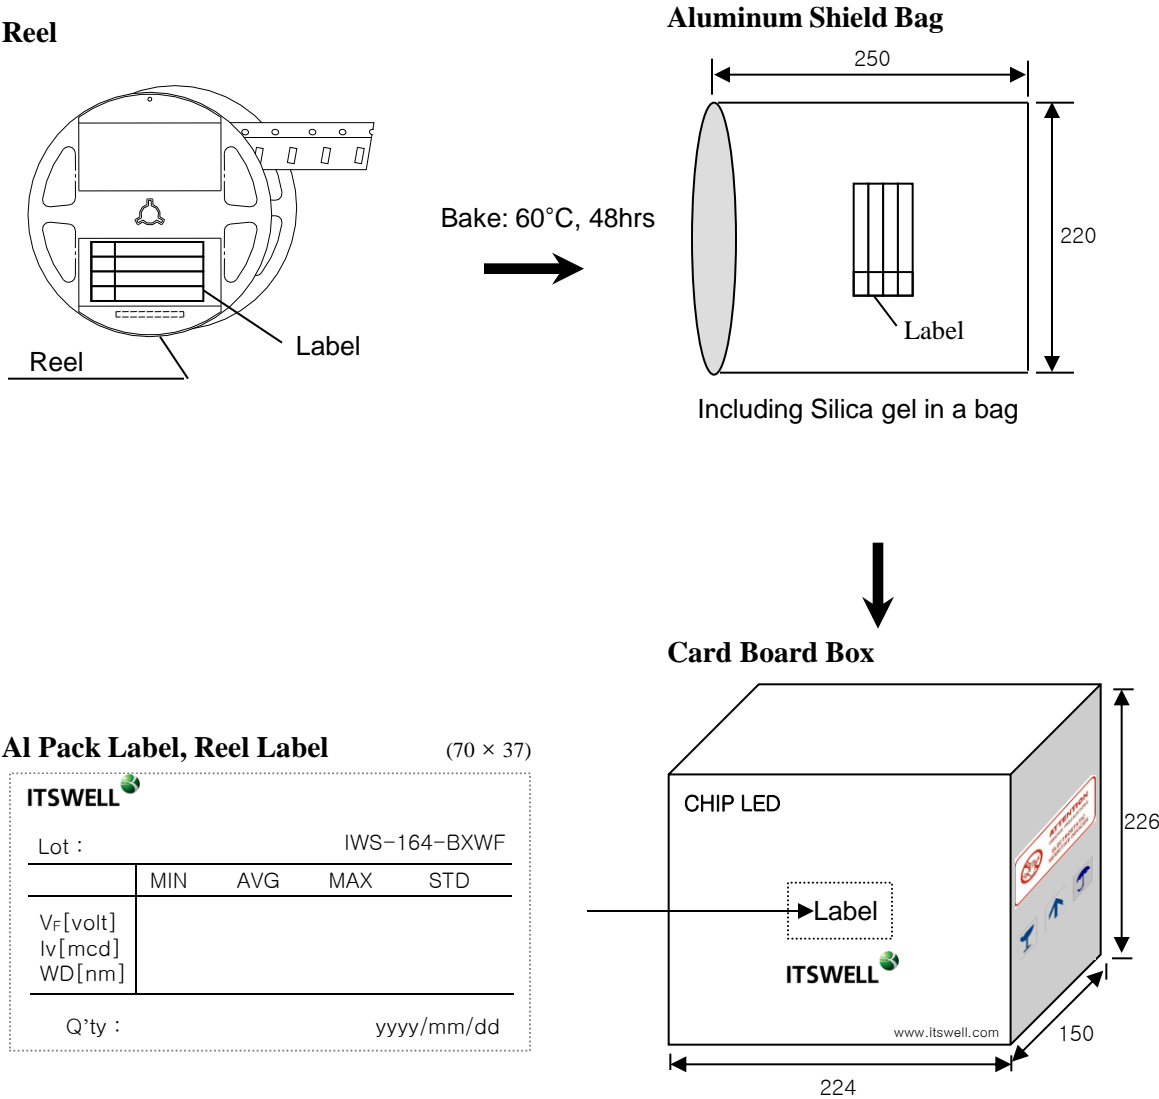 Reel
Aluminum Shield Bag
250
Bake: 60°C, 48hrs
220
Label
Label
Reel
Including Silica gel in a bag
Card Board Box
Al Pack Label, Reel Label (70 × 37)
ITSWELL
Lot : IWS-164-BXWF
MIN AVG MAX STD
VF[volt]
Iv[mcd]
WD[nm]
Q'ty : yyyy/mm/dd
CHIP LED
ATTENTION
226
Label
ITSWELL
www.itswell.com
150
224